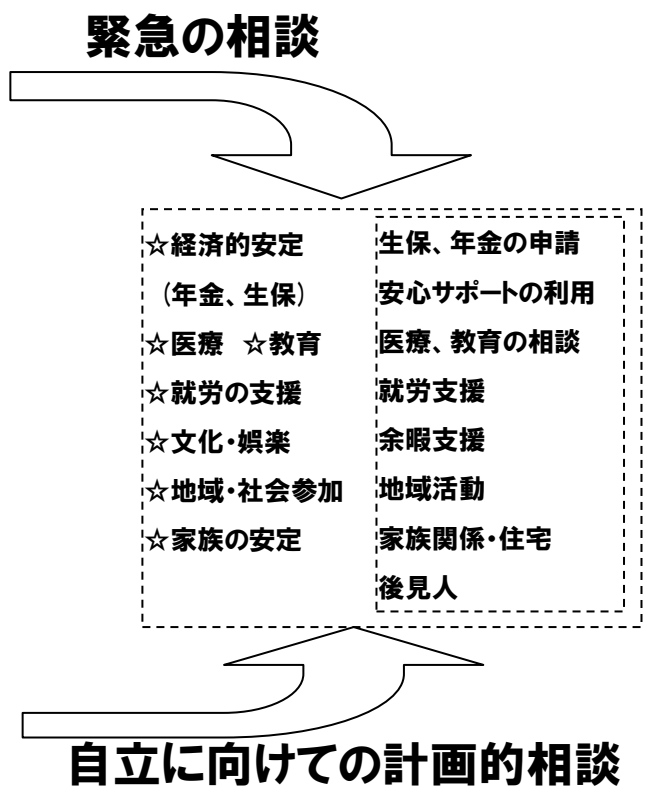 緊急の相談
☆経済的安定
(年金、生保)
☆医療 ☆教育
☆就労の支援
☆文化・娯楽
☆地域・社会参加
☆家族の安定
生保、年金の申請
安心サポートの利用
医療、教育の相談
就労支援
余暇支援
地域活動
家族関係・住宅
後見人
自立に向けての計画的相談